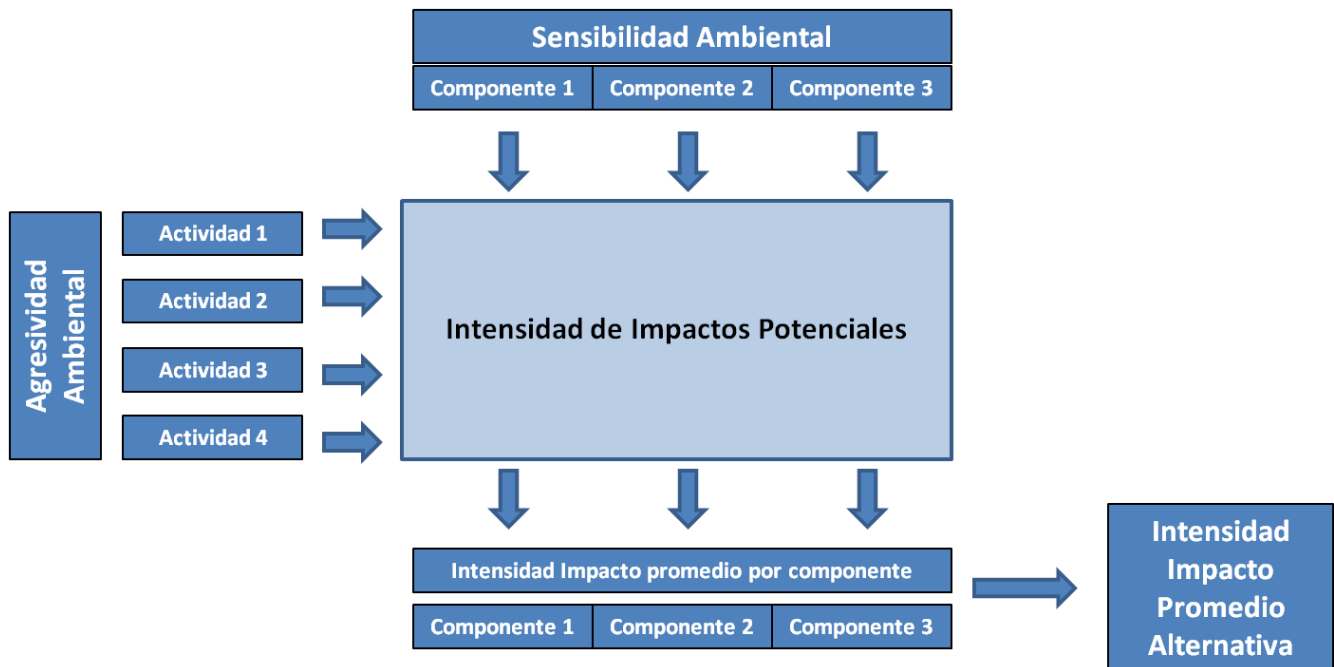 Sensibilidad Ambiental
Componente 1 Componente 2 Componente 3
Agresividad
Ambiental
Actividad 1
Actividad 2
Actividad 3
Actividad 4
Intensidad de Impactos Potenciales
Intensidad Impacto promedio por componente
Componente 1 Componente 2 Componente 3
Intensidad
Impacto
Promedio
Alternativa